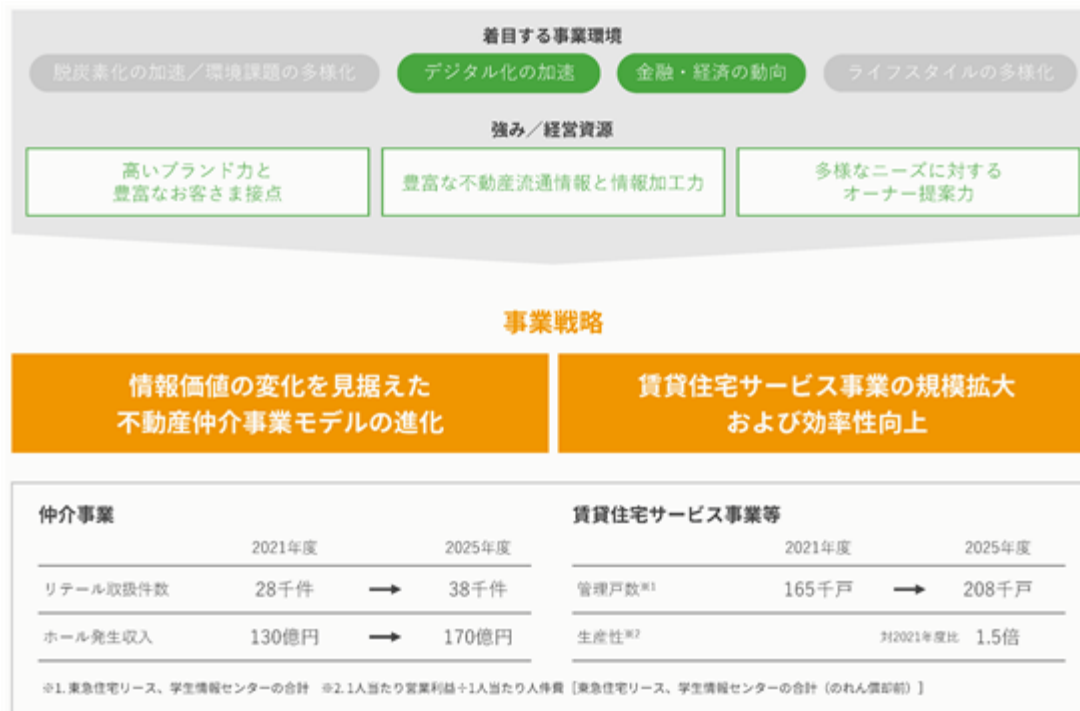 着目する事業環境
脱炭素化の加速／環境課題の多様化 デジタル化の加速 金融・経済の動向 ライフスタイルの多様化
強み／経営資源
高いブランド力と
豊富なお客さま接点
豊富な不動産流通情報と情報加工力
多様なニーズに対する
オーナー提案力
事業戦略
情報価値の変化を見据えた
不動産仲介事業モデルの進化
賃貸住宅サービス事業の規模拡大
および効率性向上
仲介事業
2021年度 2025年度
リテール取扱件数 28千件 → 38千件
ホール発生収入 130億円 → 170億円
賃貸住宅サービス事業等
2021年度 2025年度
管理戸数※1 165千戸 → 208千戸
生産性※2 対2021年度比 1.5倍
※1.東急住宅リース、学生情報センターの合計 ※2.1人当たり営業利益÷1人当たり人件費［東急住宅リース、学生情報センターの合計（のれん償却前）］